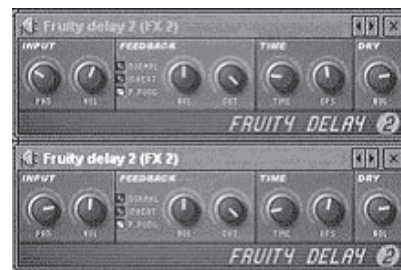 Fruity delay 2 (FX 2)
INPUT FEEDBACK TIME DRY
NORMAL
INVERT
P.PONG
PAN VOL VOL CUT TIME OFS VOL
FRUITY DELAY 2
Fruity delay 2 (FX 2)
INPUT FEEDBACK TIME DRY
NORMAL
INVERT
P.PONG
PAN VOL VOL CUT TIME OFS VOL
FRUITY DELAY 2